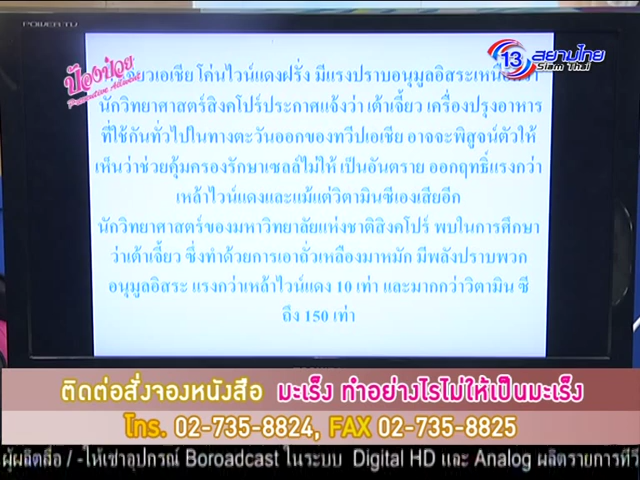 POWER TV
ป้องป่วย
Preventive Alliance
13 สยามไทย
Siam Thai
เจี้ยวเอเชีย โค่นไวน์แดงฝรั่ง มีแรงปราบอนุมูลอิสระ
นักวิทยาศาสตร์สิงคโปร์ประกาศแจ้งว่า เต้าเจี้ยว เครื่องปรุงอาหาร
ที่ใช้กันทั่วไปในทางตะวันออกของทวีปเอเชีย อาจจะพิสูจน์ตัวให้
เห็นว่าช่วยคุ้มครองรักษาเซลล์ไม่ให้ เป็นอันตราย ออกฤทธิ์แรงกว่า
เหล้าไวน์แดงและแม้แต่วิตามินซีเองเสียอีก
นักวิทยาศาสตร์ของมหาวิทยาลัยแห่งชาติสิงคโปร์ พบในการศึกษา
ว่าเต้าเจี้ยว ซึ่งทำด้วยการเอาถั่วเหลืองมาหมัก มีพลังปราบพวก
อนุมูลอิสระ แรงกว่าเหล้าไวน์แดง 10 เท่า และมากกว่าวิตามิน ซี
ถึง 150 เท่า
ติดต่อสั่งจองหนังสือ มะเร็ง ทำอย่างไรไม่ให้เป็นมะเร็ง
โทร. 02-735-8824, FAX 02-735-8825
ผู้ผลิตสื่อ / -ให้เช่าอุปกรณ์ Boroadcast ในระบบ Digital HD และ Analog ผลิตรายการทีวี